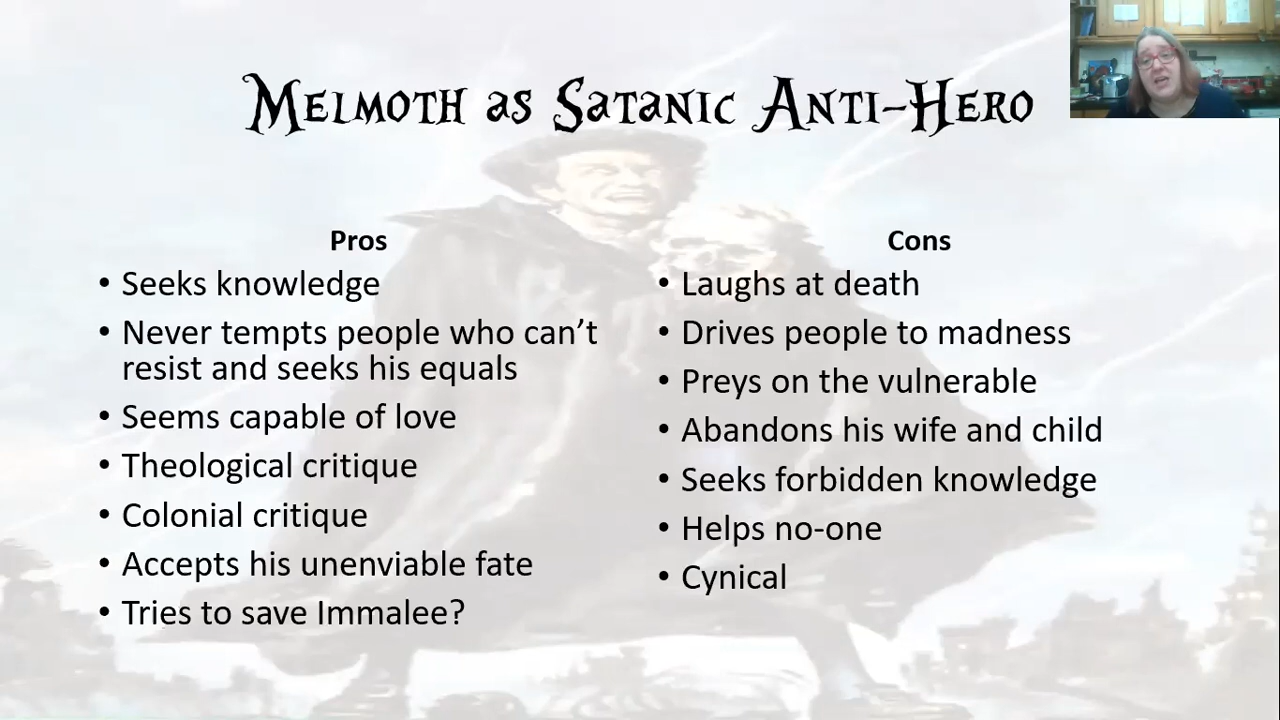 Melmoth as Satanic Anti-Hero
Pros
• Seeks knowledge
• Never tempts people who can’t
resist and seeks his equals
• Seems capable of love
• Theological critique
• Colonial critique
• Accepts his unenviable fate
• Tries to save Immalee?
Cons
• Laughs at death
• Drives people to madness
• Preys on the vulnerable
• Abandons his wife and child
• Seeks forbidden knowledge
• Helps no-one
• Cynical